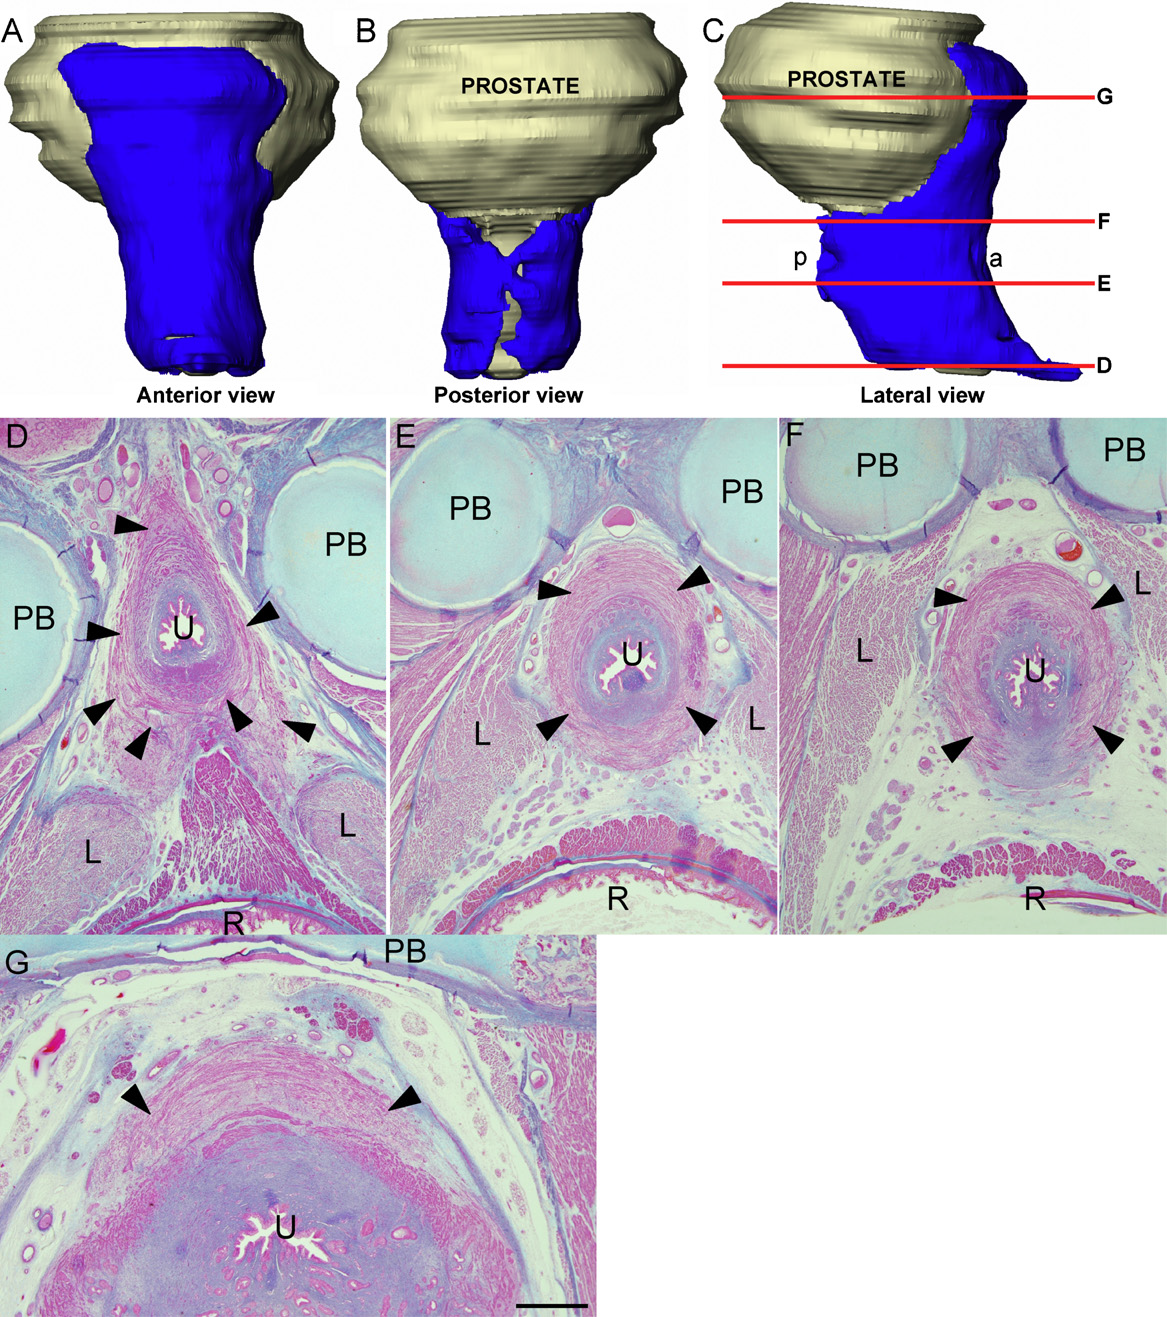 A
B
C
PROSTATE
PROSTATE
G
F
p
a
E
D
Anterior view
Posterior view
Lateral view
D
E
F
PB
PB
PB
PB
PB
PB
U
U
U
L
L
L
L
L
L
R
R
R
G
PB
U